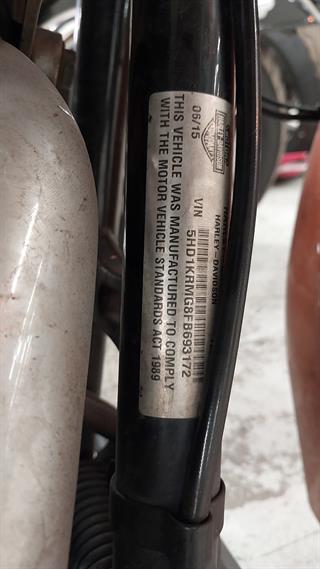 HARLEY-DAVIDSON
06/15 VIN 5HD1KRMG8FB693172
THIS VEHICLE WAS MANUFACTURED TO COMPLY
WITH THE MOTOR VEHICLE STANDARDS ACT 1989